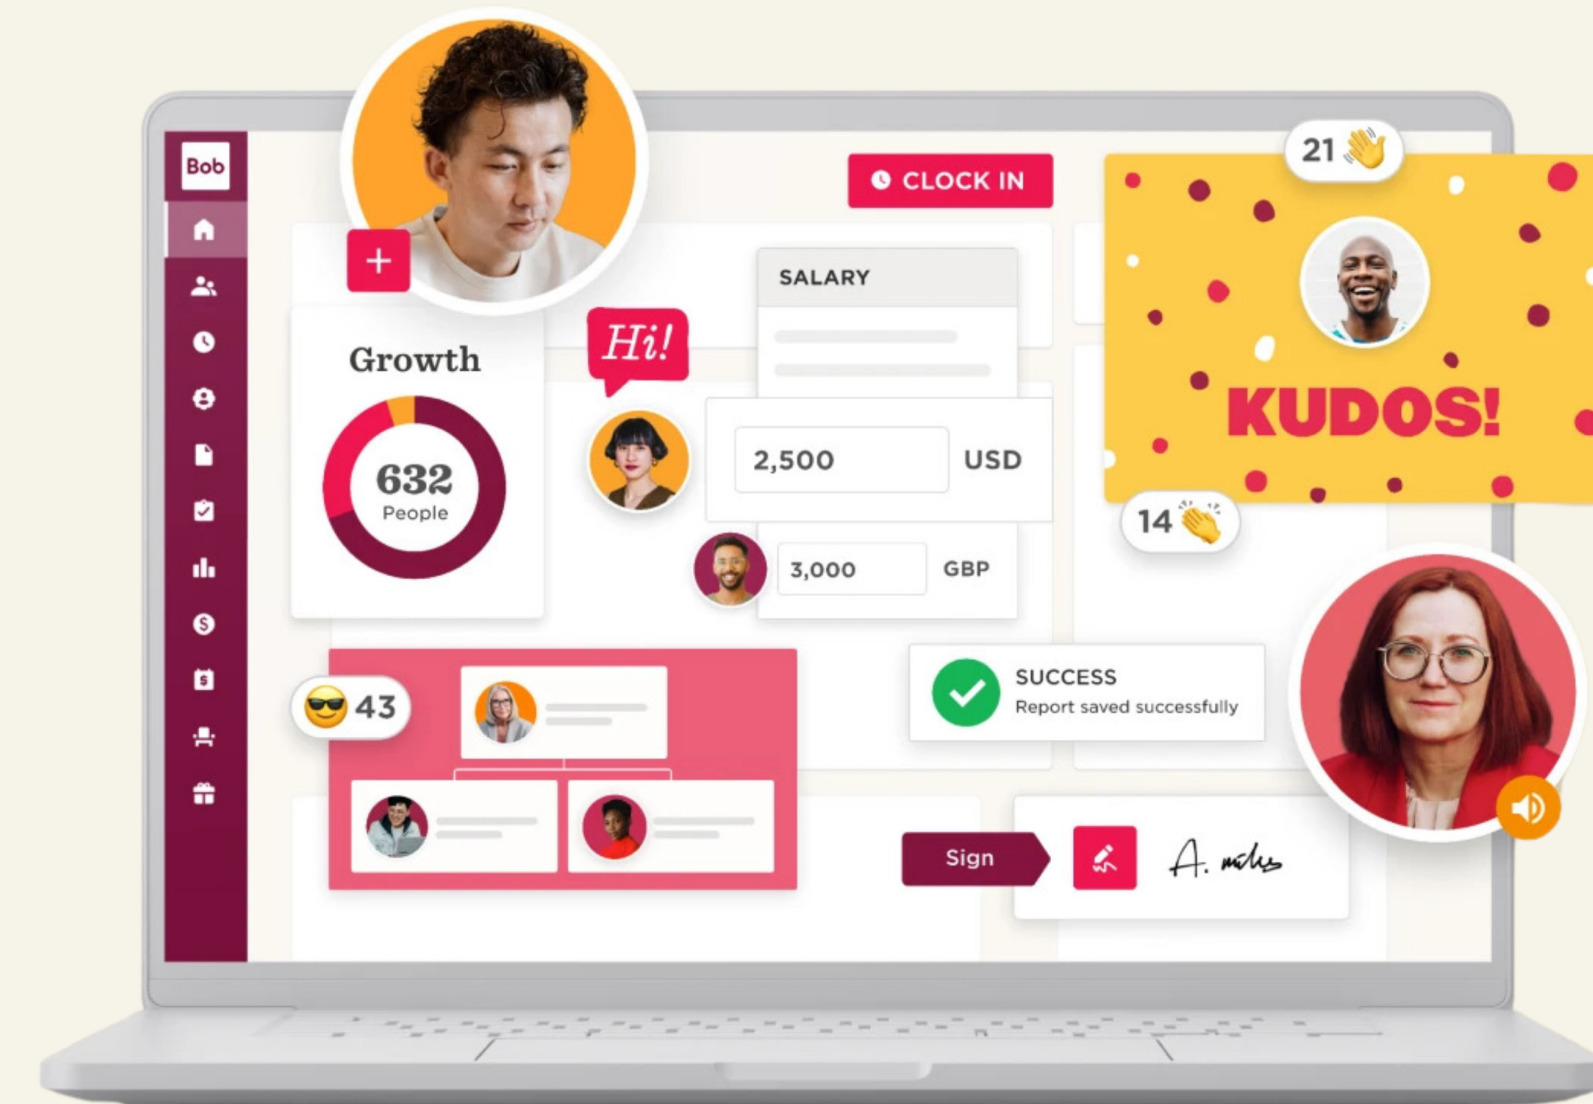 Bob
CLOCK IN
21
SALARY
Hi!
Growth
KUDOS!
632
People
2,500 USD
14
3,000 GBP
43
SUCCESS
Report saved successfully
Sign
A. miles